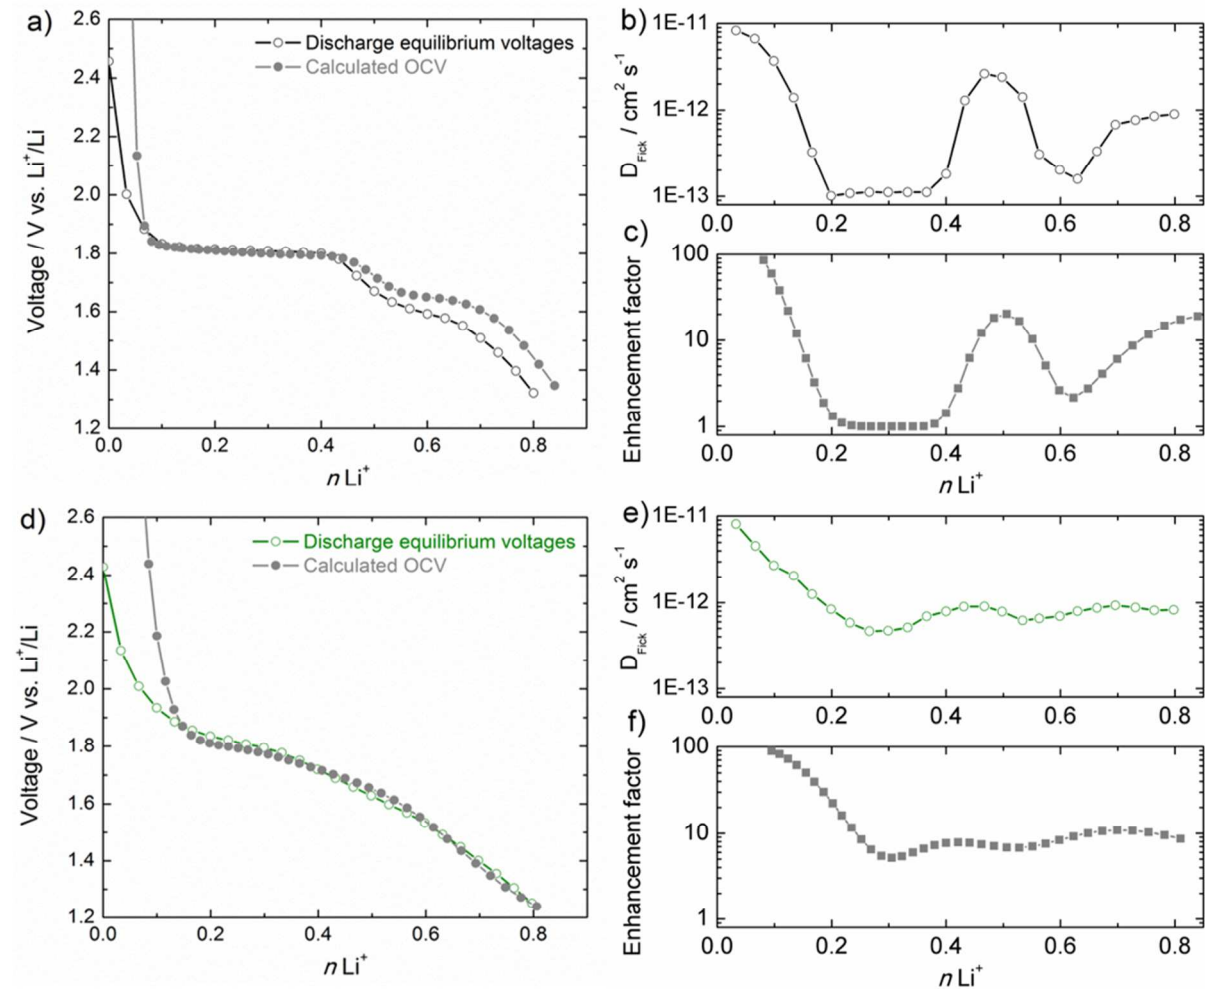 a)
2.6
2.4
2.2
2.0
1.8
1.6
1.4
1.2
Voltage / V vs. Li⁺/Li
Discharge equilibrium voltages
Calculated OCV
0.0 0.2 0.4 0.6 0.8
n Li⁺
b)
1E-11
1E-12
1E-13
D_Fick / cm² s⁻¹
0.0 0.2 0.4 0.6 0.8
c)
100
10
1
Enhancement factor
0.0 0.2 0.4 0.6 0.8
n Li⁺
d)
2.6
2.4
2.2
2.0
1.8
1.6
1.4
1.2
Voltage / V vs. Li⁺/Li
Discharge equilibrium voltages
Calculated OCV
0.0 0.2 0.4 0.6 0.8
n Li⁺
e)
1E-11
1E-12
1E-13
D_Fick / cm² s⁻¹
0.0 0.2 0.4 0.6 0.8
f)
100
10
1
Enhancement factor
0.0 0.2 0.4 0.6 0.8
n Li⁺